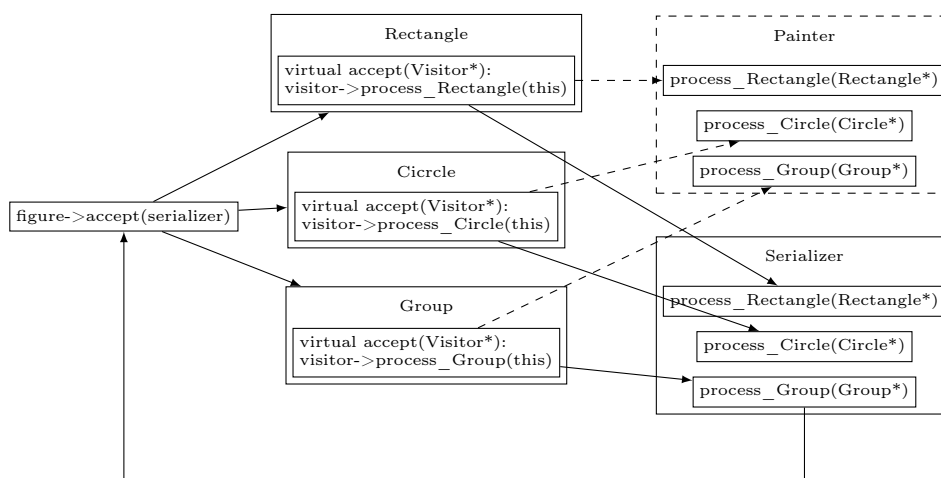 figure->accept(serializer)
Rectangle
virtual accept(Visitor*):
visitor->process_Rectangle(this)
Cicrcle
virtual accept(Visitor*):
visitor->process_Circle(this)
Group
virtual accept(Visitor*):
visitor->process_Group(this)
Painter
process_Rectangle(Rectangle*)
process_Circle(Circle*)
process_Group(Group*)
Serializer
process_Rectangle(Rectangle*)
process_Circle(Circle*)
process_Group(Group*)